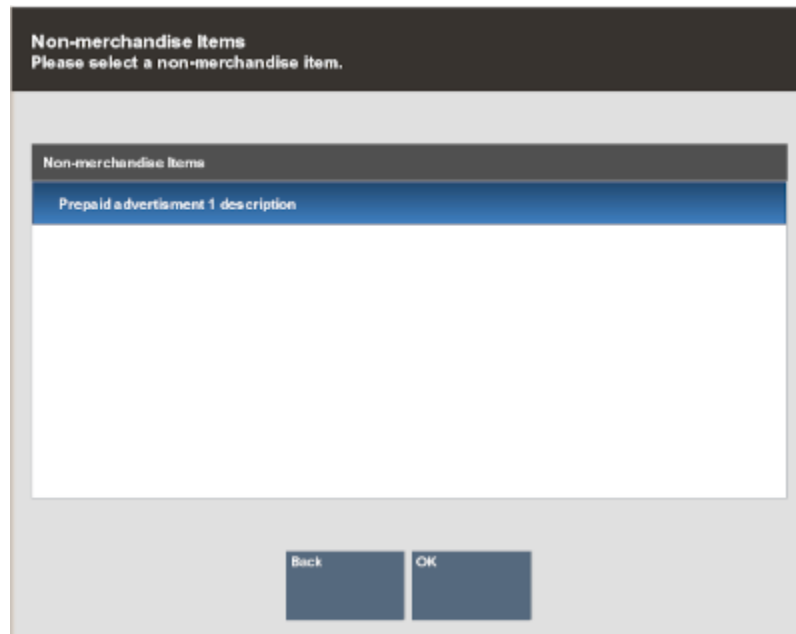 Non-merchandise Items
Please select a non-merchandise item.
Non-merchandise Items
Prepaid advertisment 1 description
Back
OK